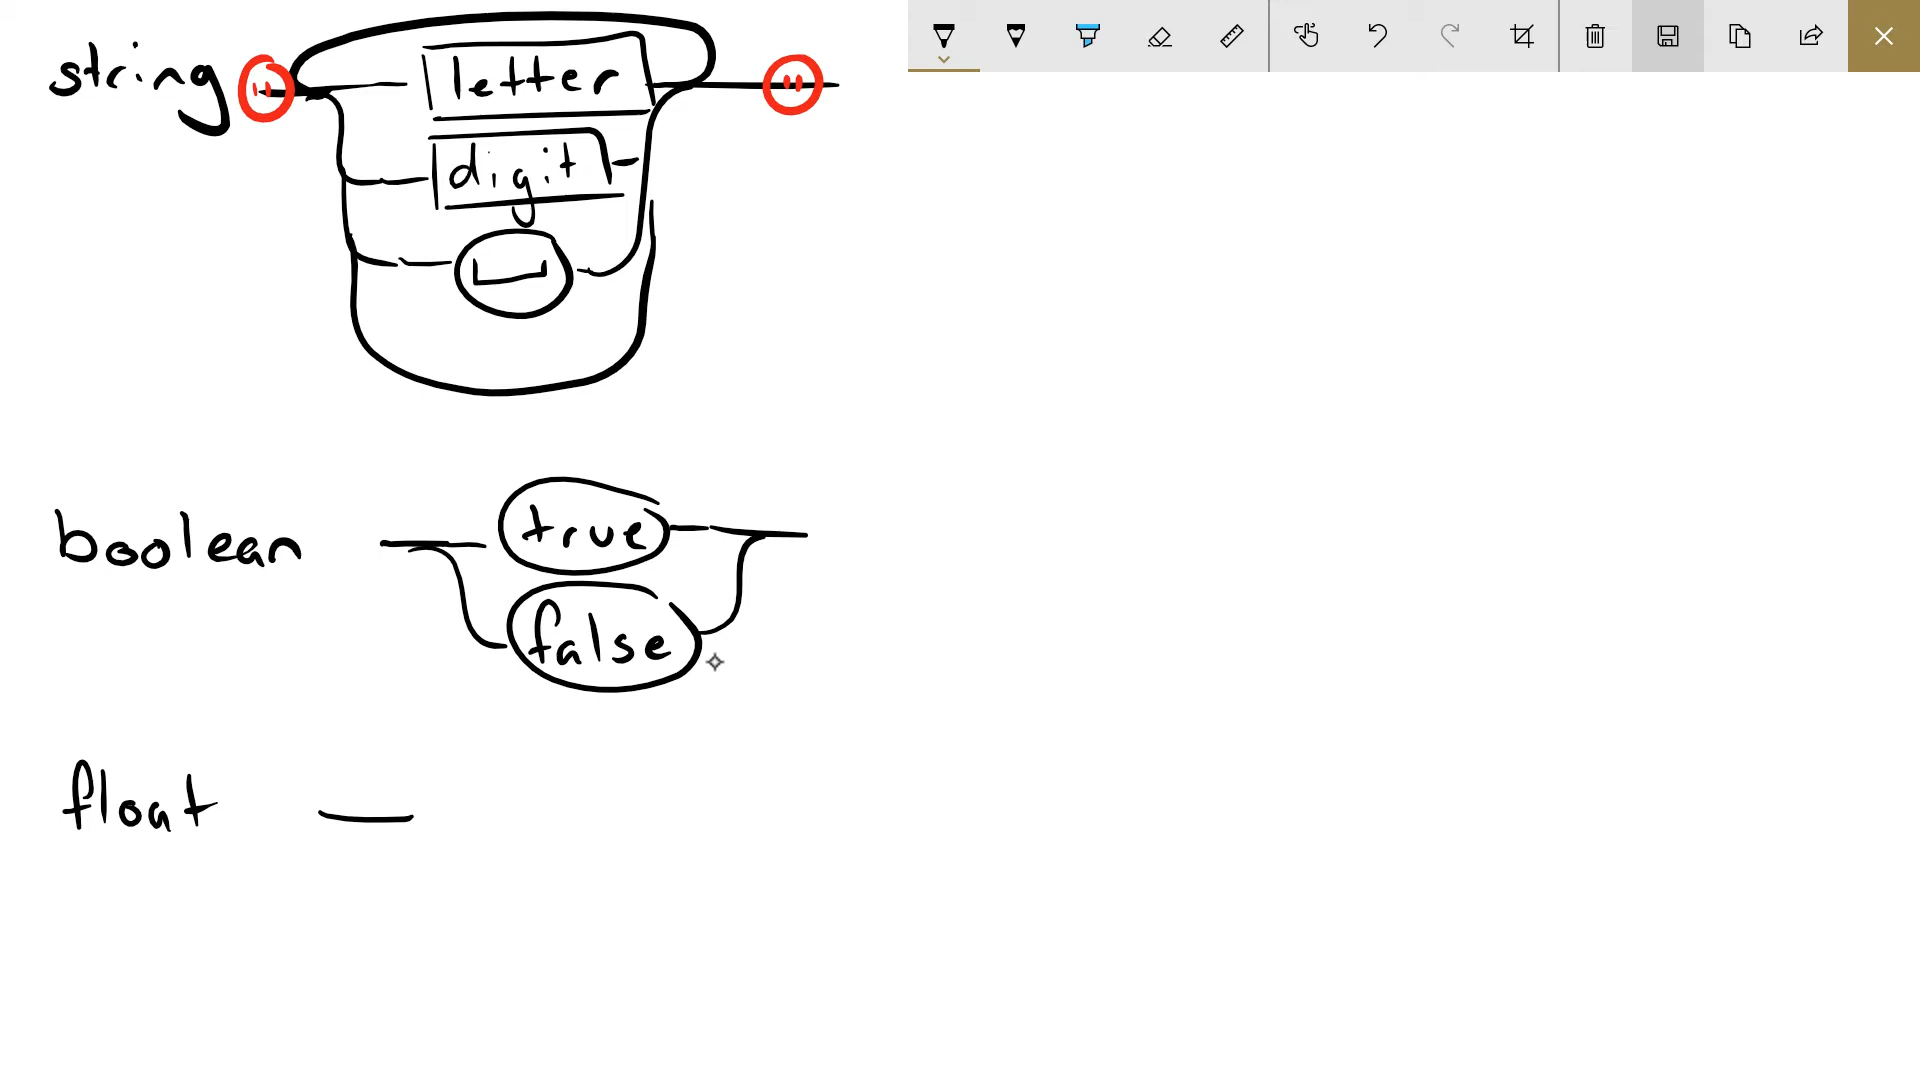 string " letter "
digit
boolean true
false
float